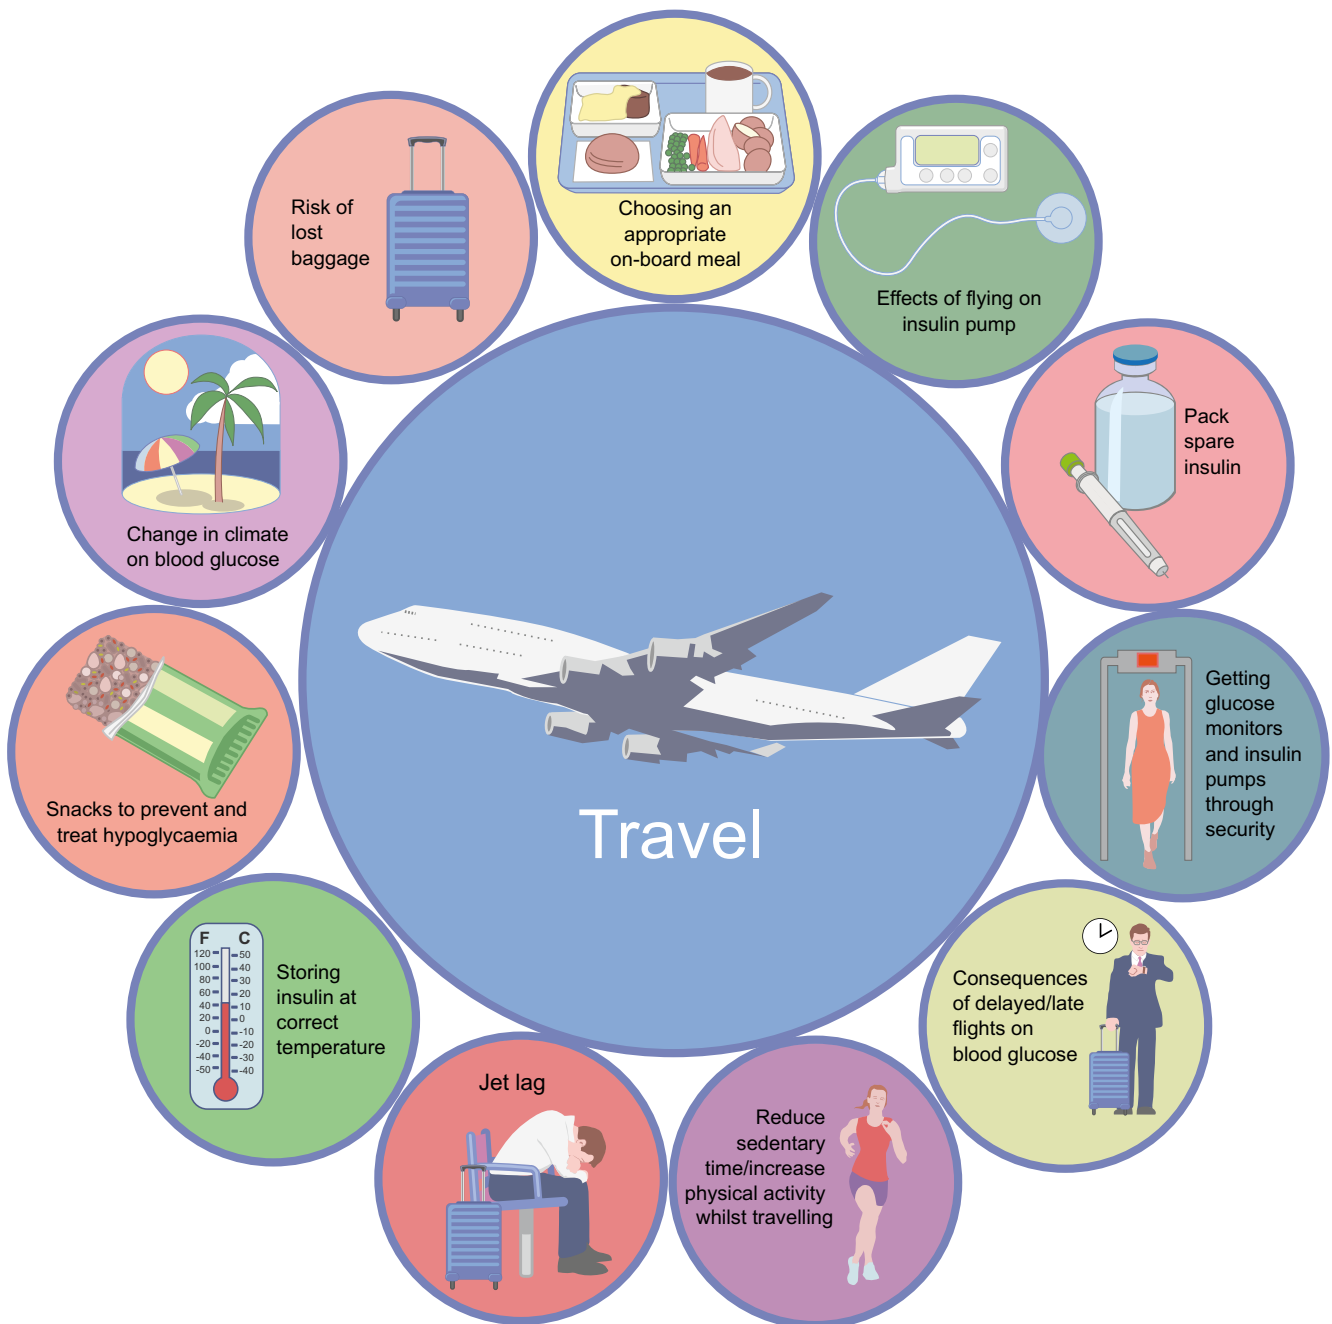 Choosing an
appropriate
on-board meal
Effects of flying on
insulin pump
Pack
spare
insulin
Getting
glucose
monitors
and insulin
pumps
through
security
Consequences
of delayed/late
flights on
blood glucose
Reduce
sedentary
time/increase
physical activity
whilst travelling
Jet lag
Storing
insulin at
correct
temperature
F C
120 50
100 40
80 30
60 20
40 10
20 0
0 -10
-20 -20
-40 -30
-50 -40
Snacks to prevent and
treat hypoglycaemia
Change in climate
on blood glucose
Risk of
lost
baggage
Travel